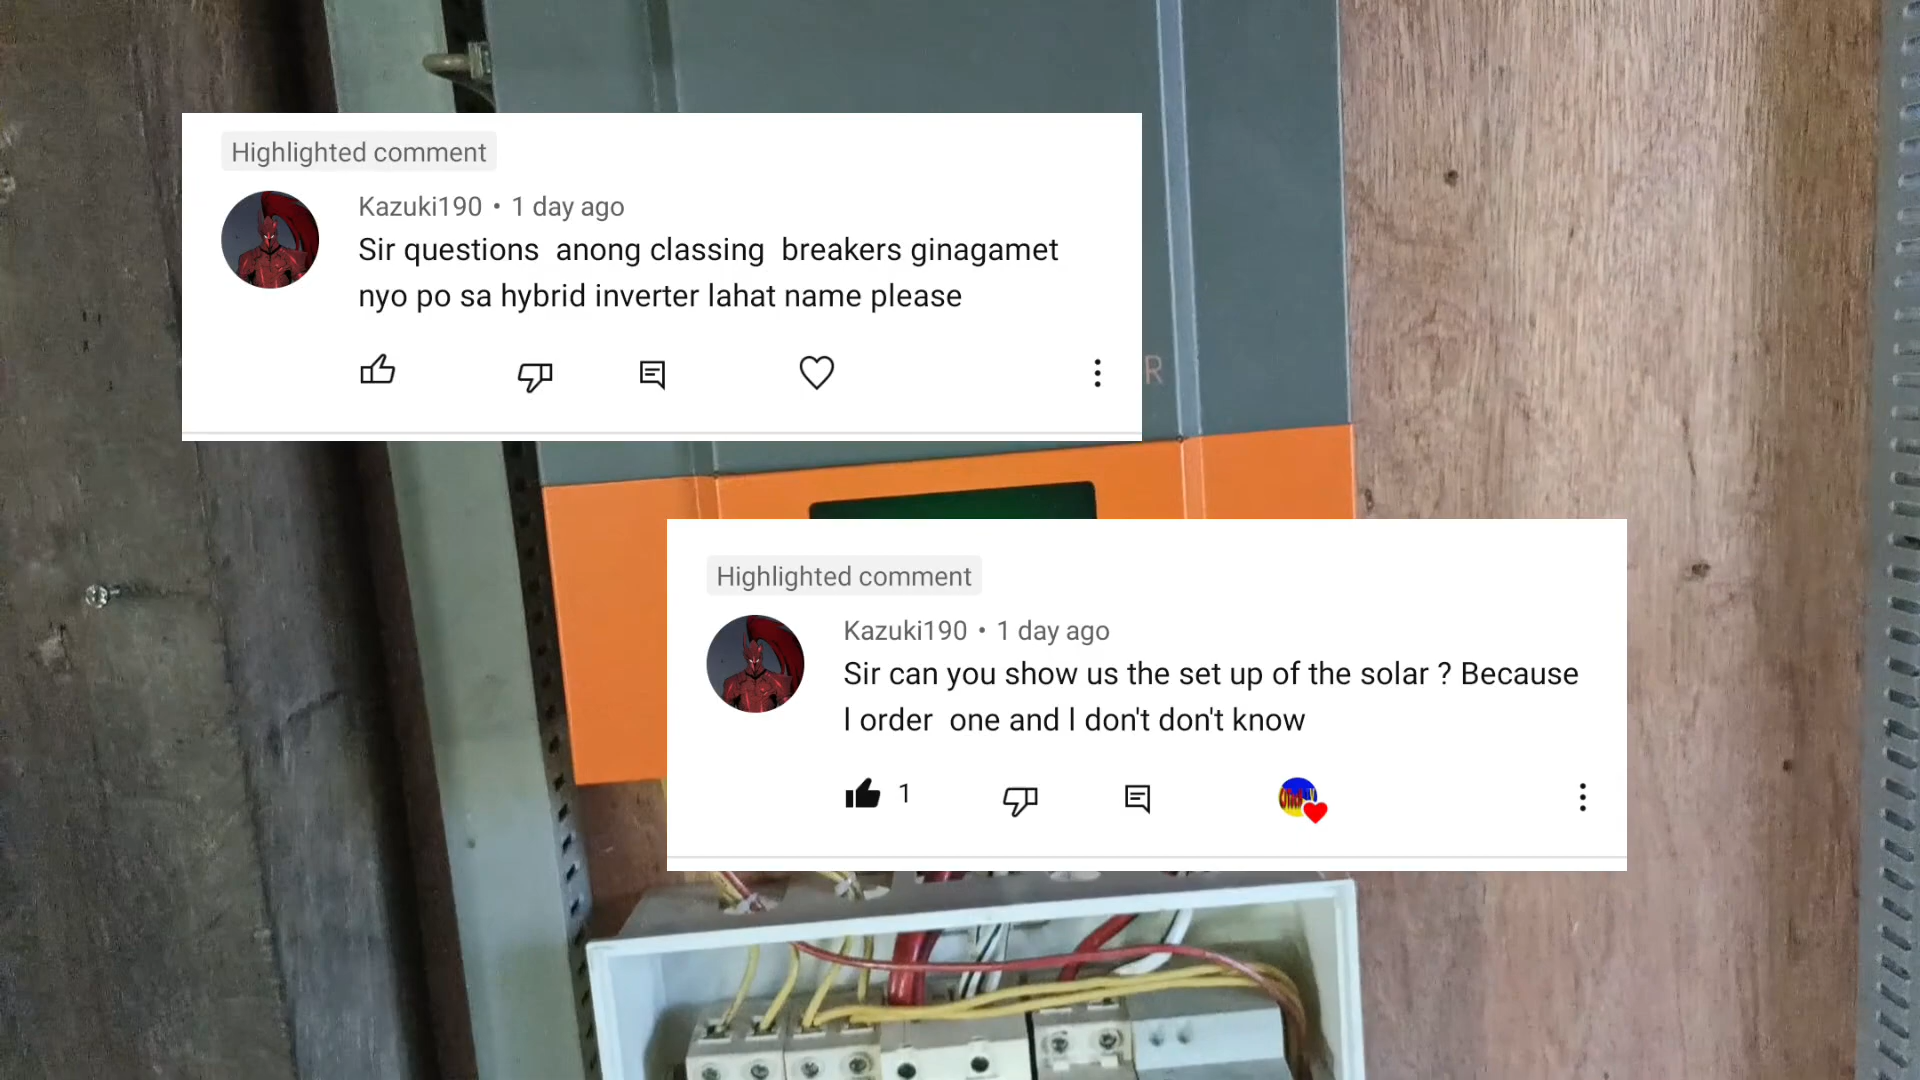 Highlighted comment
Kazuki190 • 1 day ago
Sir questions  anong classing  breakers ginagamet
nyo po sa hybrid inverter lahat name please
R
Highlighted comment
Kazuki190 • 1 day ago
Sir can you show us the set up of the solar ? Because
I order  one and I don't don't know
1